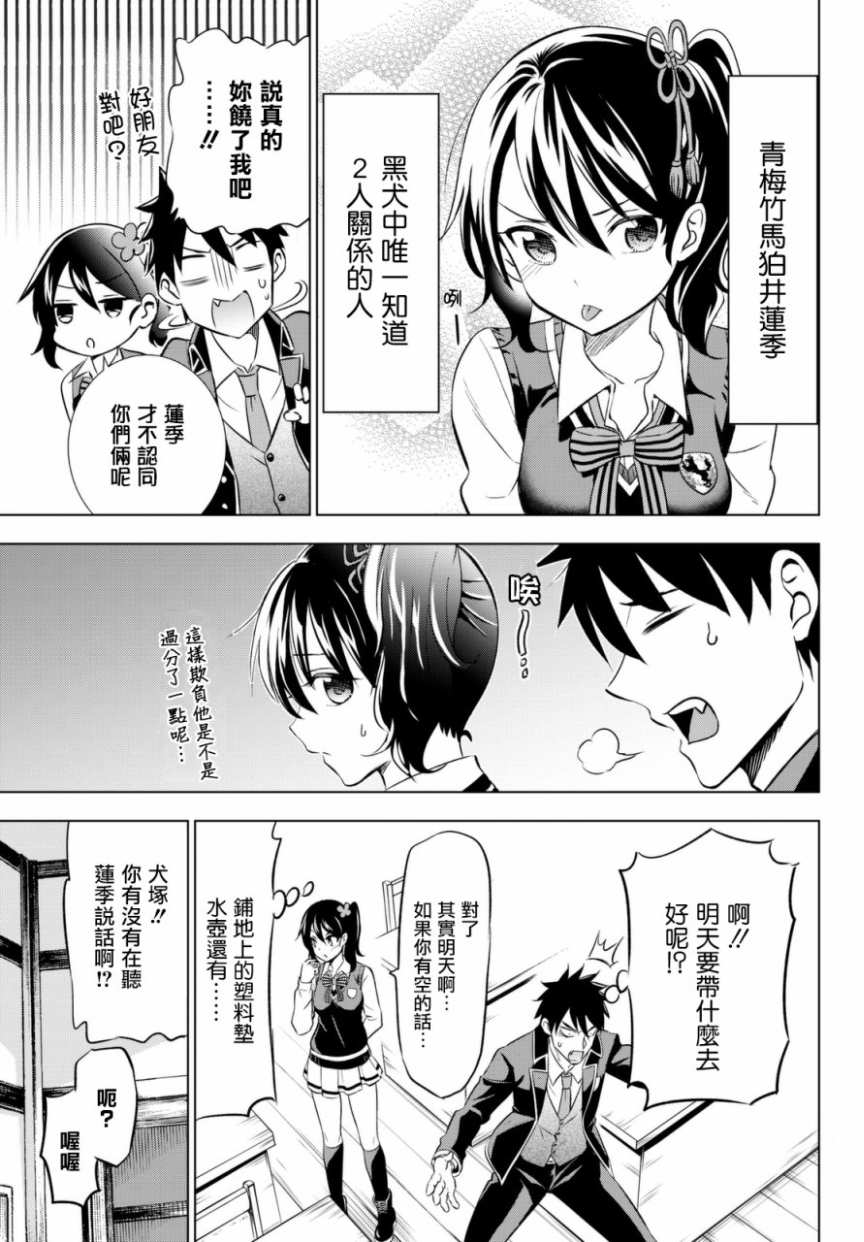 青梅竹馬狛井蓮季
黑犬中唯一知道
2人關係的人
咧
說真的
妳饒了我吧
……!!
好朋友
對吧?
蓮季
才不認同
你們倆呢
唉~…
這樣欺負他是不是
過分了一點呢…
啊!!
明天要帶什麼去
好呢!?
對了
其實明天啊…
如果你有空的話…
鋪地上的塑料墊
水壺還有……
犬塚!!
你有沒有在聽
蓮季說話啊!?
呃?
喔喔